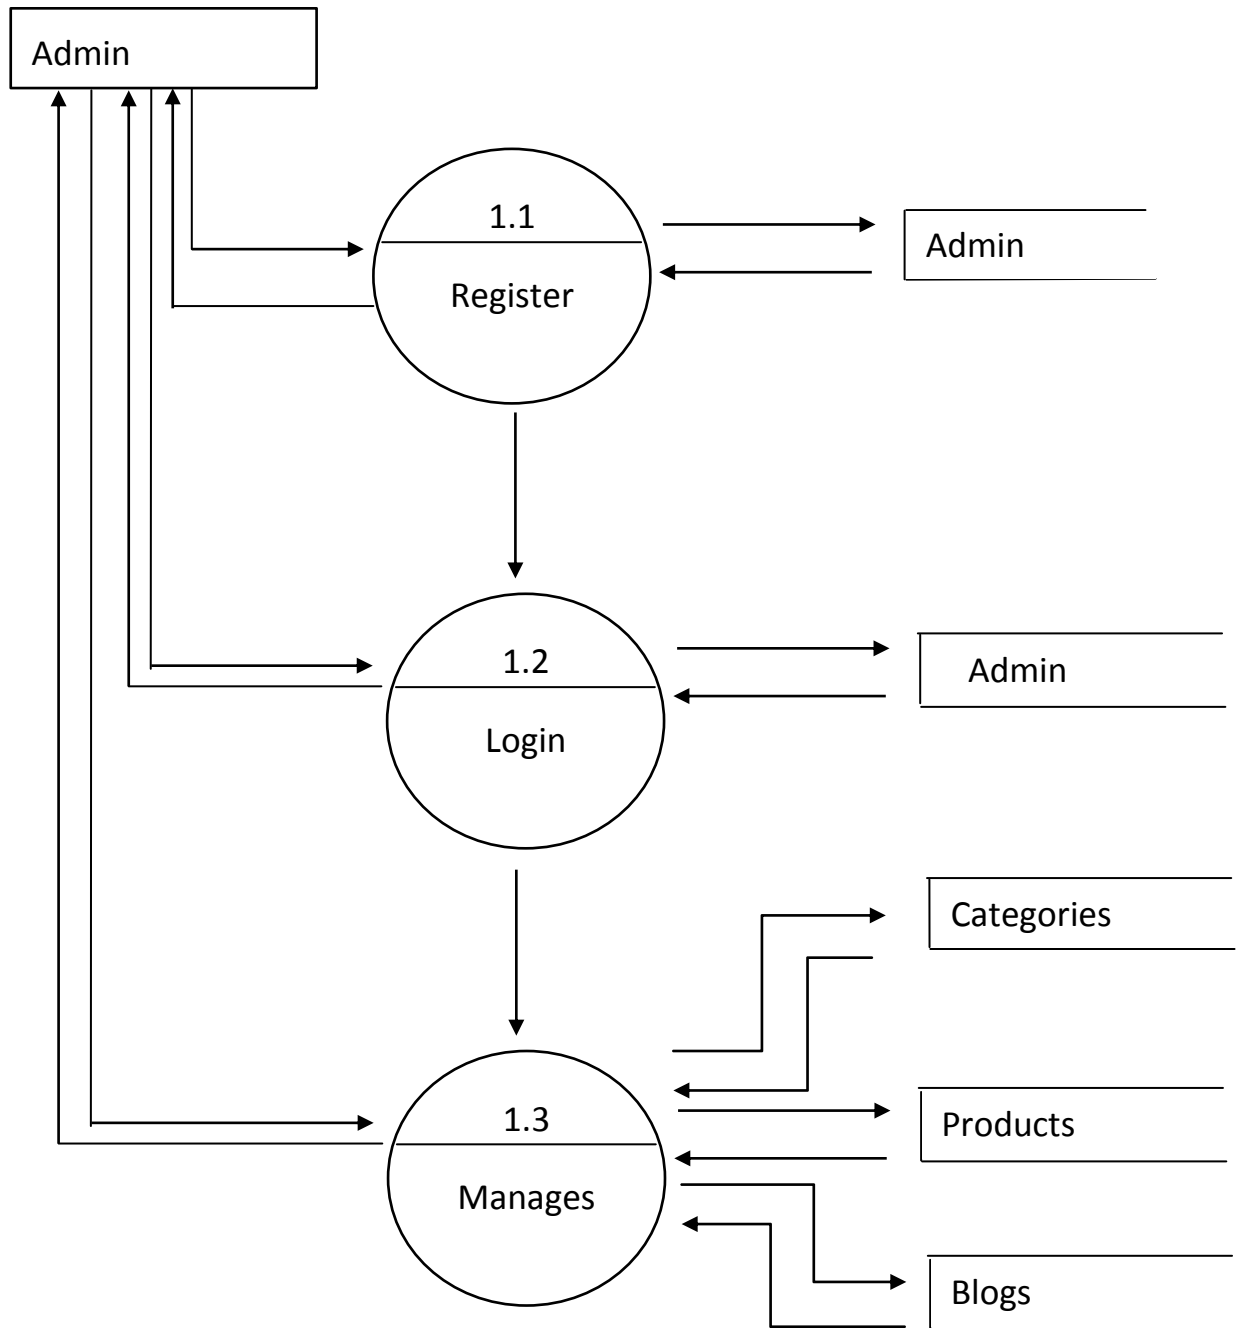 Admin
1.1
Register
Admin
1.2
Login
Admin
Categories
1.3
Manages
Products
Blogs